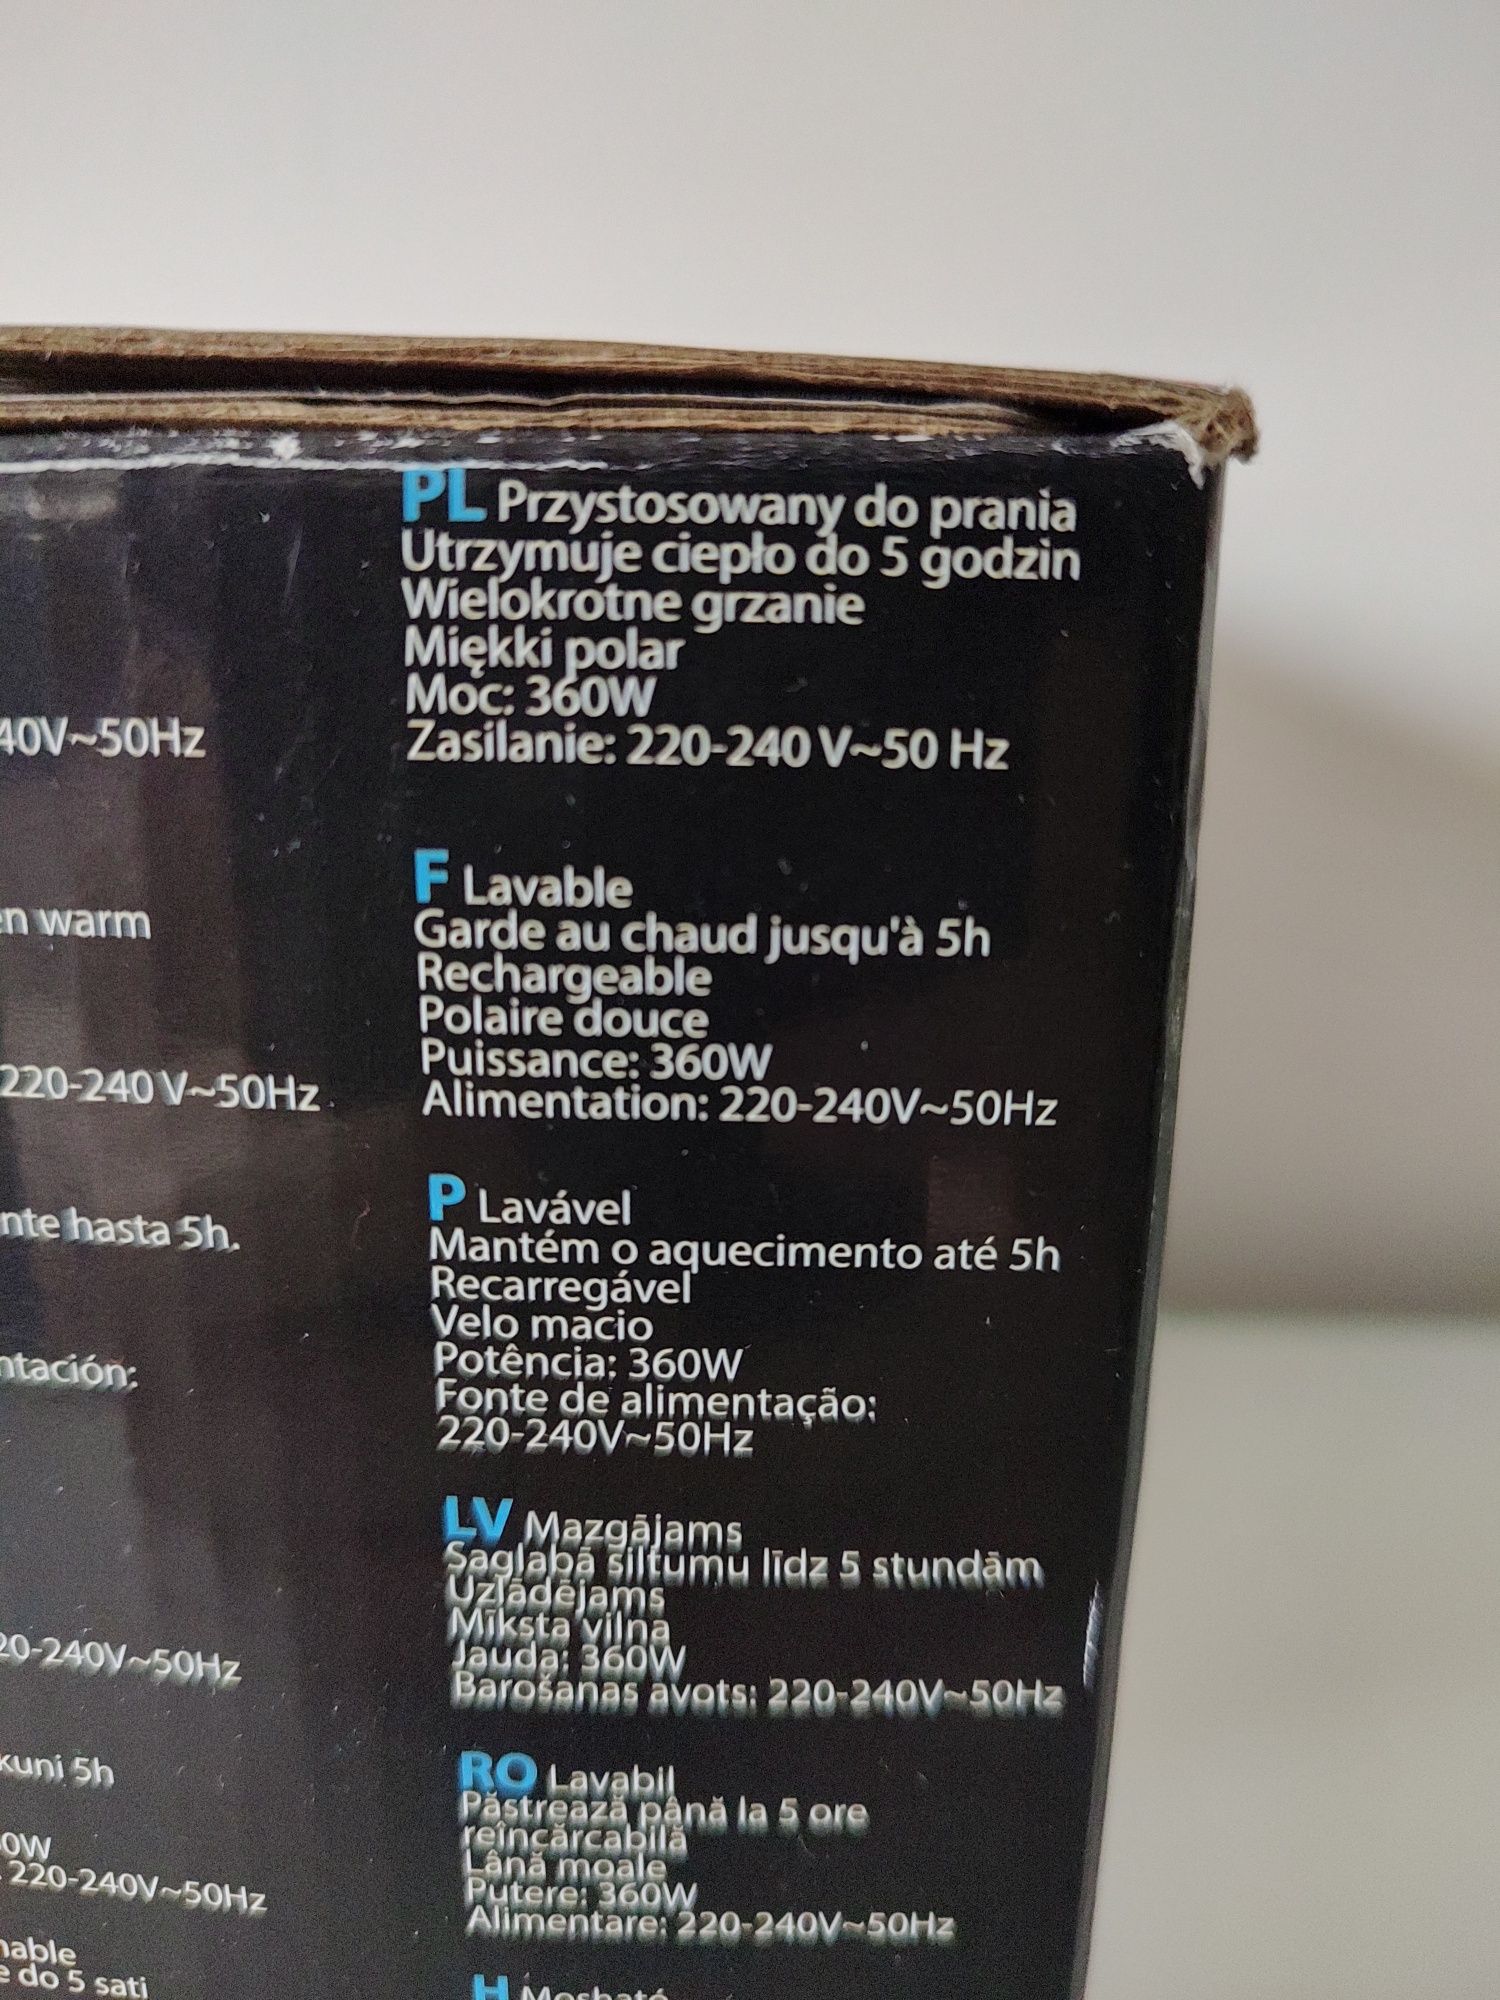 40V~50Hz
en warm
220-240 V~50Hz
nte hasta 5h.
ntación:
20-240V~50Hz
kuni 5h
0W
220-240V~50Hz
nable
e do 5 sati
PL Przystosowany do prania
Utrzymuje ciepło do 5 godzin
Wielokrotne grzanie
Miękki polar
Moc: 360W
Zasilanie: 220-240 V~50 Hz
F Lavable
Garde au chaud jusqu'à 5h
Rechargeable
Polaire douce
Puissance: 360W
Alimentation: 220-240V~50Hz
P Lavável
Mantém o aquecimento até 5h
Recarregável
Velo macio
Potência: 360W
Fonte de alimentação:
220-240V~50Hz
LV Mazgājams
Saglabā siltumu līdz 5 stundām
Uzlādējams
Mīksta vilna
Jauda: 360W
Barošanas avots: 220-240V~50Hz
RO Lavabil
Păstrează până la 5 ore
reîncărcabilă
Lână moale
Putere: 360W
Alimentare: 220-240V~50Hz
H Mosható